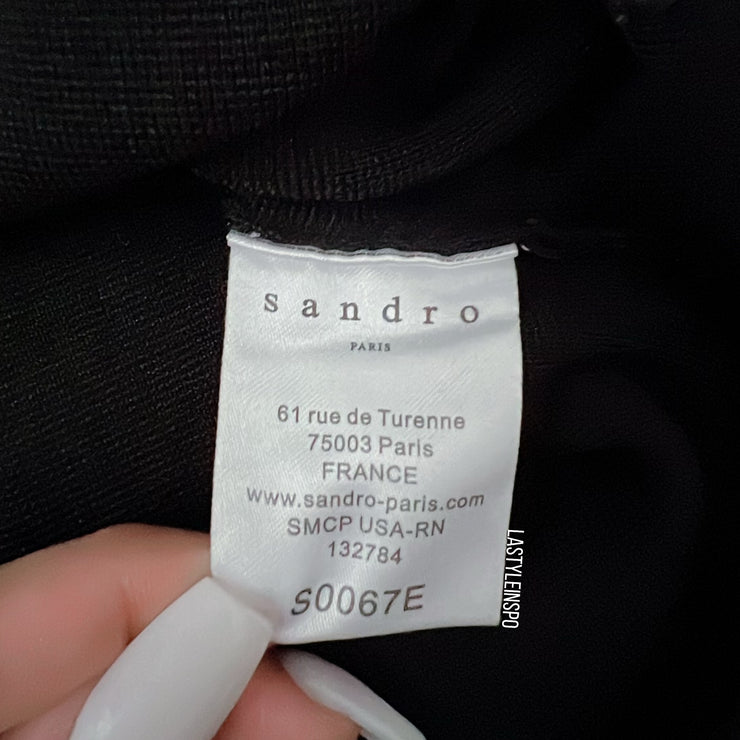 sandro
PARIS
61 rue de Turenne
75003 Paris
FRANCE
www.sandro-paris.com
SMCP USA-RN
132784
S0067E
LASTYLEINSPO